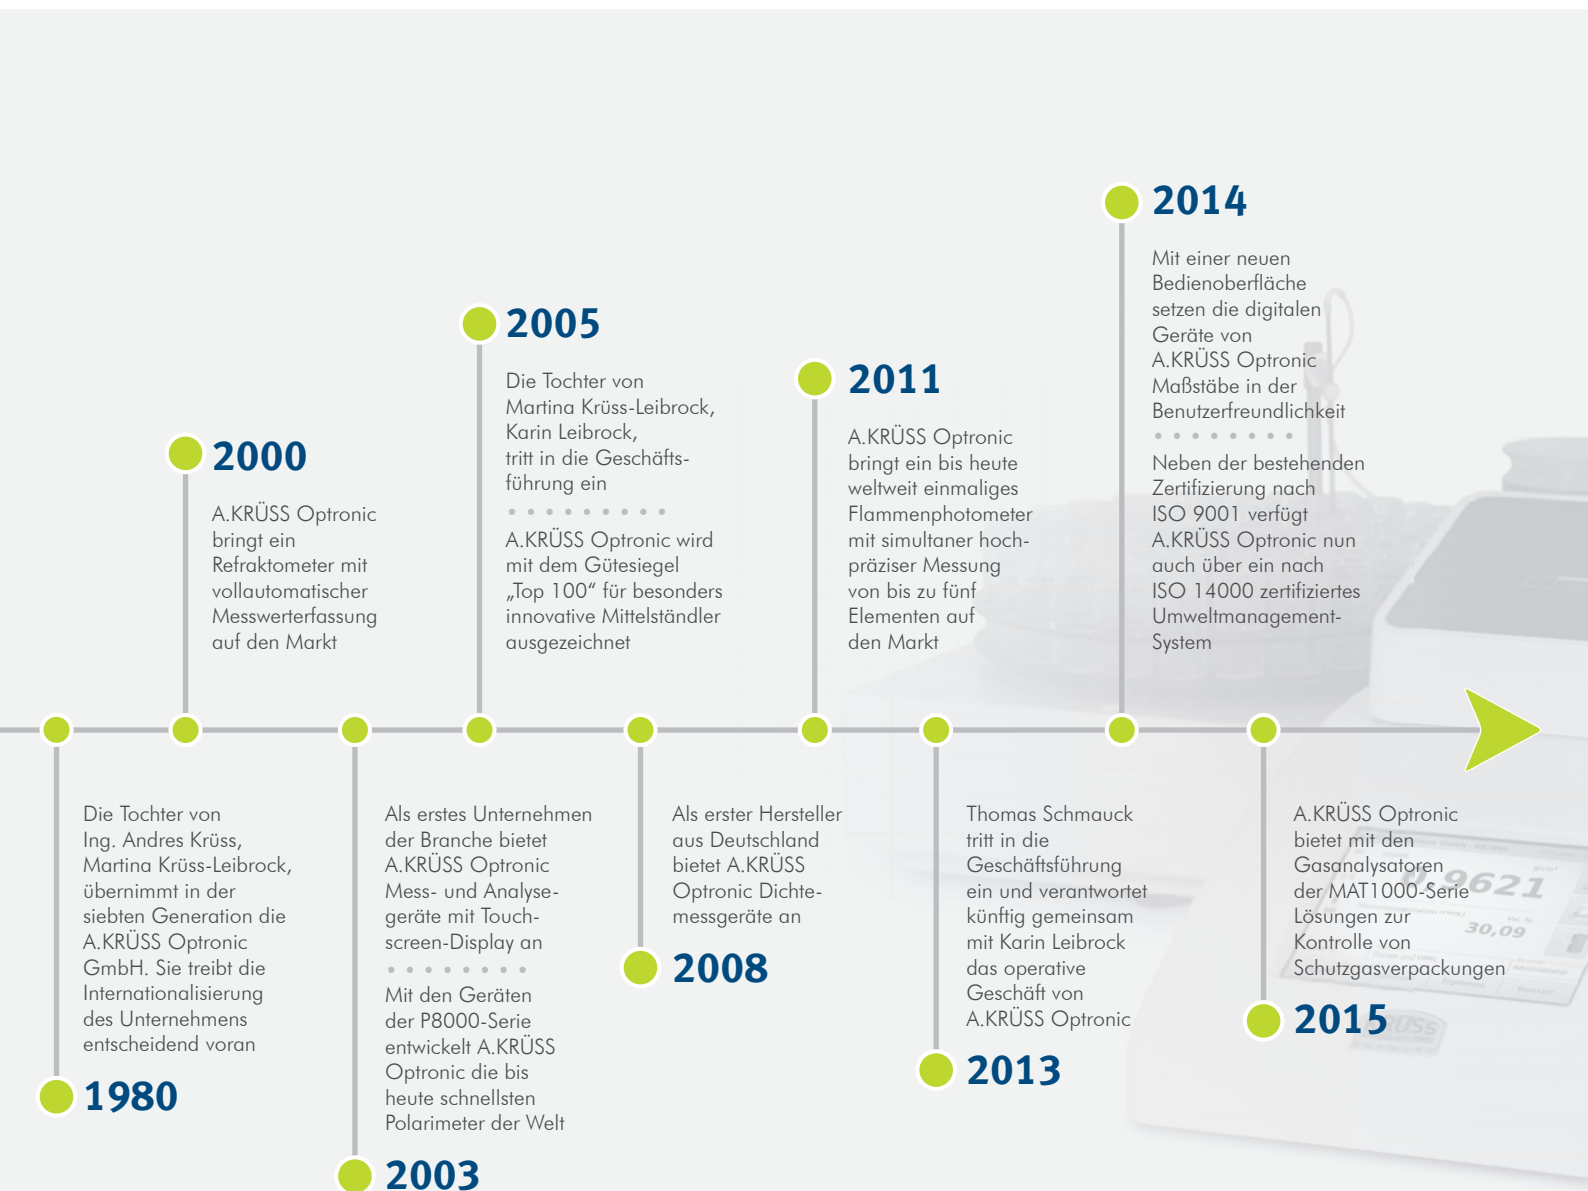 2014
Mit einer neuen
Bedienoberfläche
setzen die digitalen
Geräte von
A.KRÜSS Optronic
Maßstäbe in der
Benutzerfreundlichkeit
Neben der bestehenden
Zertifizierung nach
ISO 9001 verfügt
A.KRÜSS Optronic nun
auch über ein nach
ISO 14000 zertifiziertes
Umweltmanagement-
System
2005
Die Tochter von
Martina Krüss-Leibrock,
Karin Leibrock,
tritt in die Geschäfts-
führung ein
A.KRÜSS Optronic wird
mit dem Gütesiegel
„Top 100“ für besonders
innovative Mittelständler
ausgezeichnet
2011
A.KRÜSS Optronic
bringt ein bis heute
weltweit einmaliges
Flammenphotometer
mit simultaner hoch-
präziser Messung
von bis zu fünf
Elementen auf
den Markt
2000
A.KRÜSS Optronic
bringt ein
Refraktometer mit
vollautomatischer
Messwerterfassung
auf den Markt
Die Tochter von
Ing. Andres Krüss,
Martina Krüss-Leibrock,
übernimmt in der
siebten Generation die
A.KRÜSS Optronic
GmbH. Sie treibt die
Internationalisierung
des Unternehmens
entscheidend voran
1980
Als erstes Unternehmen
der Branche bietet
A.KRÜSS Optronic
Mess- und Analyse-
geräte mit Touch-
screen-Display an
Mit den Geräten
der P8000-Serie
entwickelt A.KRÜSS
Optronic die bis
heute schnellsten
Polarimeter der Welt
2003
Als erster Hersteller
aus Deutschland
bietet A.KRÜSS
Optronic Dichte-
messgeräte an
2008
Thomas Schmauck
tritt in die
Geschäftsführung
ein und verantwortet
künftig gemeinsam
mit Karin Leibrock
das operative
Geschäft von
A.KRÜSS Optronic
2013
A.KRÜSS Optronic
bietet mit den
Gasanalysatoren
der MAT1000-Serie
Lösungen zur
Kontrolle von
Schutzgasverpackungen
2015
0,9621
30,09
KRÜSS